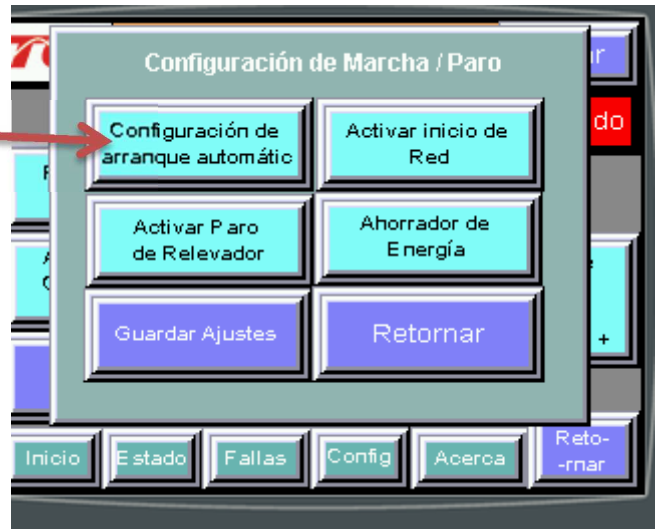 Configuración de Marcha / Paro
do
Configuración de
arranque automátic
Activar inicio de
Red
Activar Paro
de Relevador
Ahorrador de
Energía
Guardar Ajustes
Retornar
+
Inicio
Estado
Fallas
Config
Acerca
Reto-
-rnar